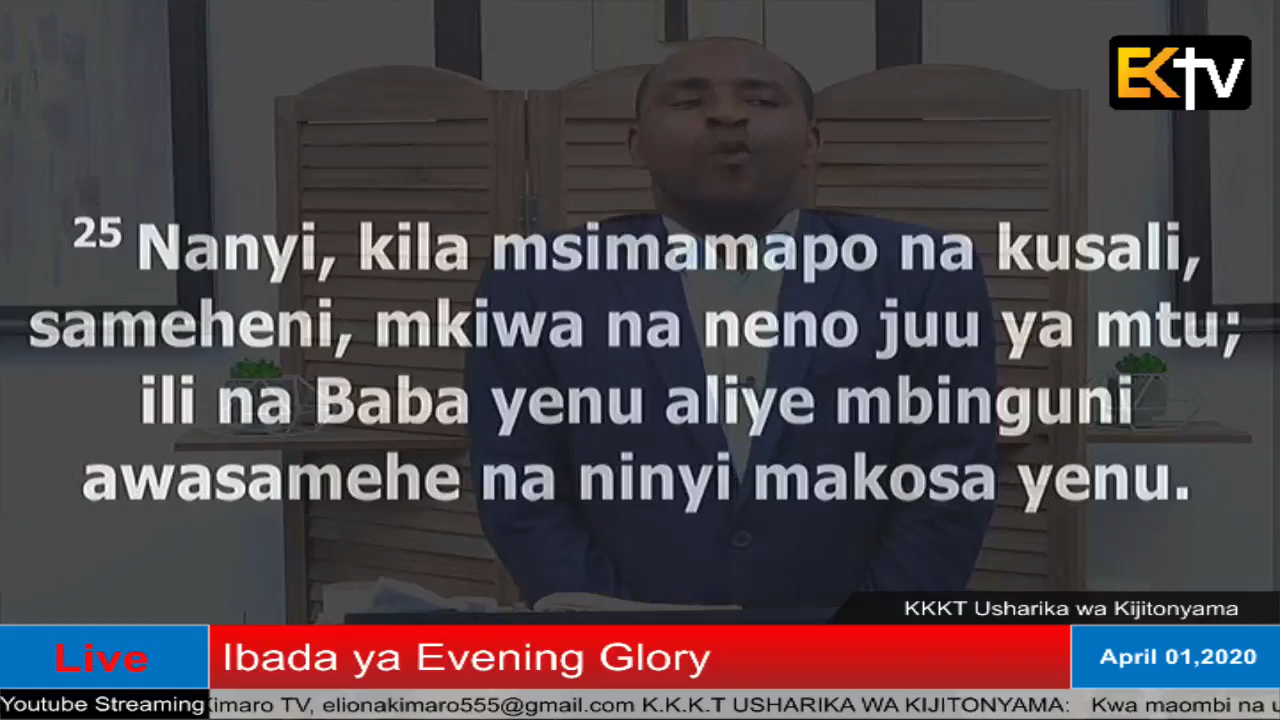 EKTV
25 Nanyi, kila msimamapo na kusali,
sameheni, mkiwa na neno juu ya mtu;
ili na Baba yenu aliye mbinguni
awasamehe na ninyi makosa yenu.
KKKT Usharika wa Kijitonyama
Live
Ibada ya Evening Glory
April 01,2020
Youtube Streaming
imaro TV, elionakimaro555@gmail.com K.K.K.T USHARIKA WA KIJITONYAMA: Kwa maombi na u